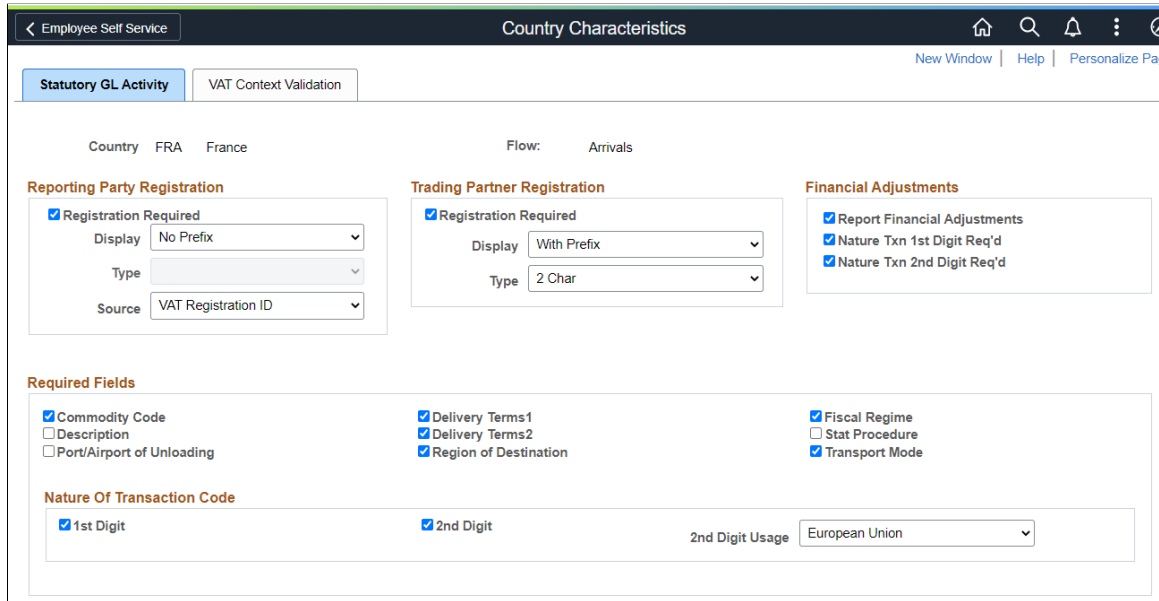 Employee Self Service
Country Characteristics
New Window | Help | Personalize Pa
Statutory GL Activity
VAT Context Validation
Country FRA France
Flow: Arrivals
Reporting Party Registration
Registration Required
Display No Prefix
Type
Source VAT Registration ID
Trading Partner Registration
Registration Required
Display With Prefix
Type 2 Char
Financial Adjustments
Report Financial Adjustments
Nature Txn 1st Digit Req'd
Nature Txn 2nd Digit Req'd
Required Fields
Commodity Code
Description
Port/Airport of Unloading
Delivery Terms1
Delivery Terms2
Region of Destination
Fiscal Regime
Stat Procedure
Transport Mode
Nature Of Transaction Code
1st Digit
2nd Digit
2nd Digit Usage European Union